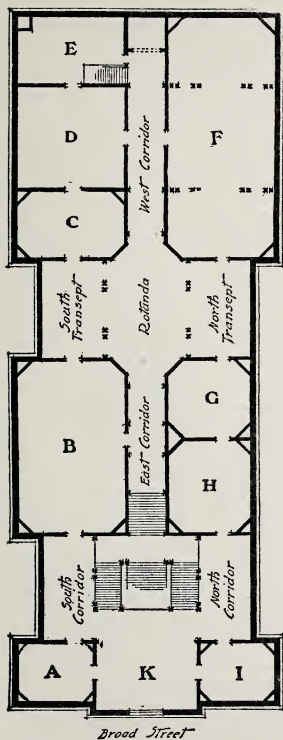 E
D
F
C
West Corridor
South Transept
Rotunda
North Transept
B
G
H
East Corridor
South Corridor
North Corridor
A
K
I
Broad Street